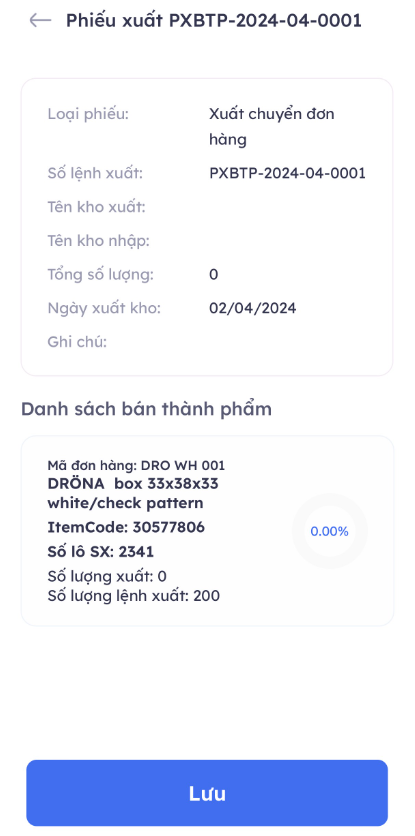 Phiếu xuất PXBTP-2024-04-0001
Loại phiếu: Xuất chuyển đơn
hàng
Số lệnh xuất: PXBTP-2024-04-0001
Tên kho xuất:
Tên kho nhập:
Tổng số lượng: 0
Ngày xuất kho: 02/04/2024
Ghi chú:
Danh sách bán thành phẩm
Mã đơn hàng: DRO WH 001
DRÖNA box 33x38x33
white/check pattern
ItemCode: 30577806
Số lô SX: 2341
Số lượng xuất: 0
Số lượng lệnh xuất: 200
0.00%
Lưu